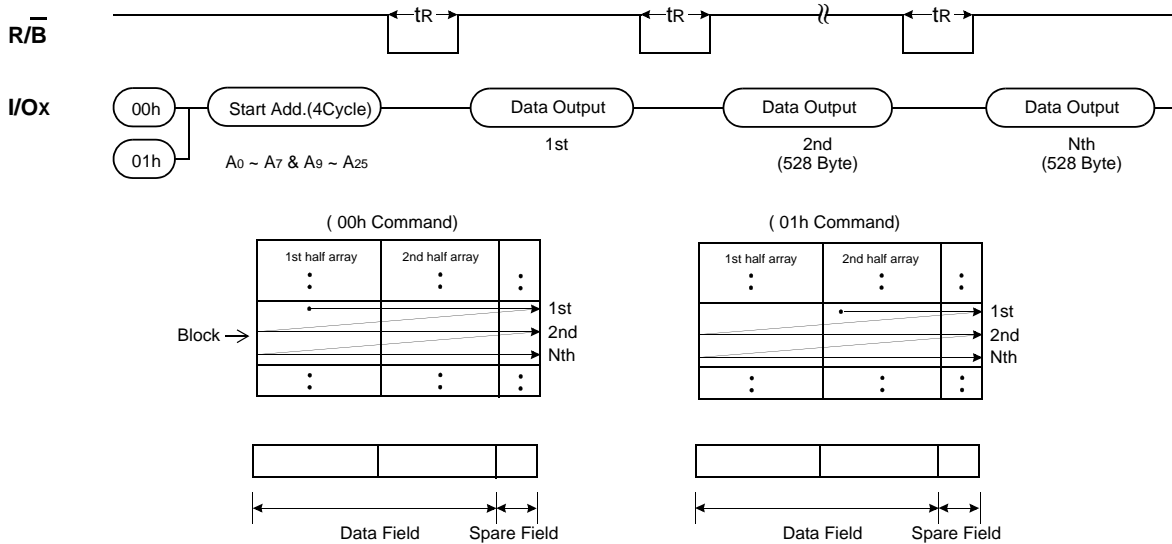 tR tR tR
R/B
I/Ox
00h Start Add.(4Cycle) Data Output Data Output Data Output
01h
A0 ~ A7 & A9 ~ A25
1st
2nd
(528 Byte)
Nth
(528 Byte)
( 00h Command)
1st half array 2nd half array
1st
Block
2nd
Nth
Data Field Spare Field
( 01h Command)
1st half array 2nd half array
1st
2nd
Nth
Data Field Spare Field